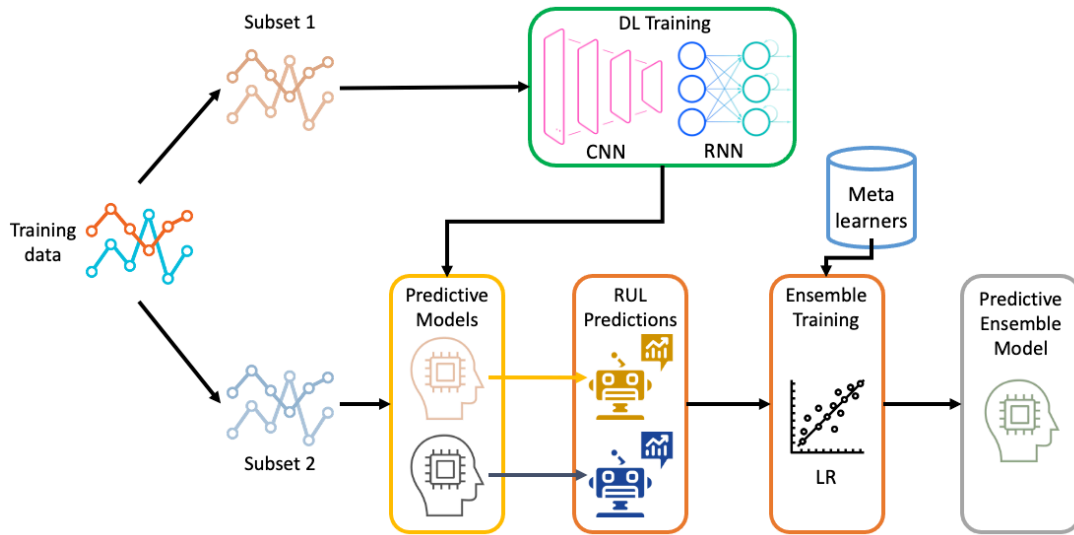 Subset 1
DL Training
CNN
RNN
Meta
learners
Training
data
Predictive
Models
RUL
Predictions
Ensemble
Training
Predictive
Ensemble
Model
Subset 2
LR